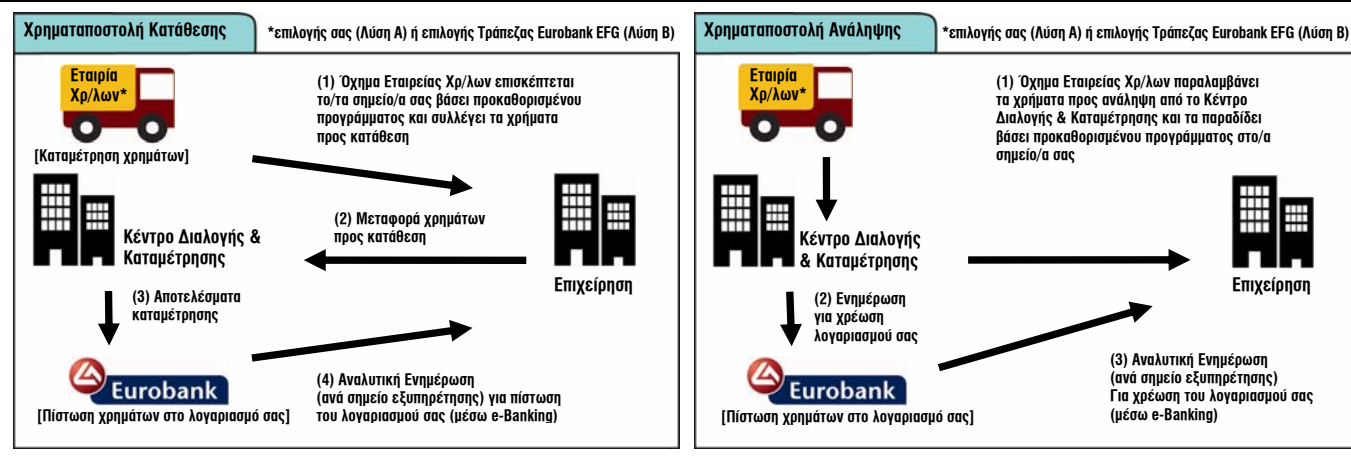 Χρηματαποστολή Κατάθεσης
*επιλογής σας (Λύση Α) ή επιλογή Τράπεζας Eurobank EFG (Λύση Β)
Εταιρία
Χρ/λων*
(1) Όχημα Εταιρείας Χρ/λων επισκέπτεται
το/τα σημείο/α σας βάσει προκαθορισμένου
προγράμματος και συλλέγει τα χρήματα
προς κατάθεση
[Καταμέτρηση χρημάτων]
(2) Μεταφορά χρημάτων
προς κατάθεση
Κέντρο Διαλογής &
Καταμέτρησης
Επιχείρηση
(3) Αποτελέσματα
καταμέτρησης
Eurobank
[Πίστωση χρημάτων στο λογαριασμό σας]
(4) Αναλυτική Ενημέρωση
(ανά σημείο εξυπηρέτησης) για πίστωση
του λογαριασμού σας (μέσω e-Banking)
Χρηματαποστολή Ανάληψης
*επιλογής σας (Λύση Α) ή επιλογή Τράπεζας Eurobank EFG (Λύση Β)
Εταιρία
Χρ/λων*
(1) Όχημα Εταιρείας Χρ/λων παραλαμβάνει
τα χρήματα προς ανάληψη από το Κέντρο
Διαλογής & Καταμέτρησης και τα παραδίδει
βάσει προκαθορισμένου προγράμματος στο/α
σημείο/α σας
Κέντρο Διαλογής
& Καταμέτρησης
Επιχείρηση
(2) Ενημέρωση
για χρέωση
λογαριασμού σας
Eurobank
[Πίστωση χρημάτων στο λογαριασμό σας]
(3) Αναλυτική Ενημέρωση
(ανά σημείο εξυπηρέτησης)
Για χρέωση του λογαριασμού σας
(μέσω e-Banking)